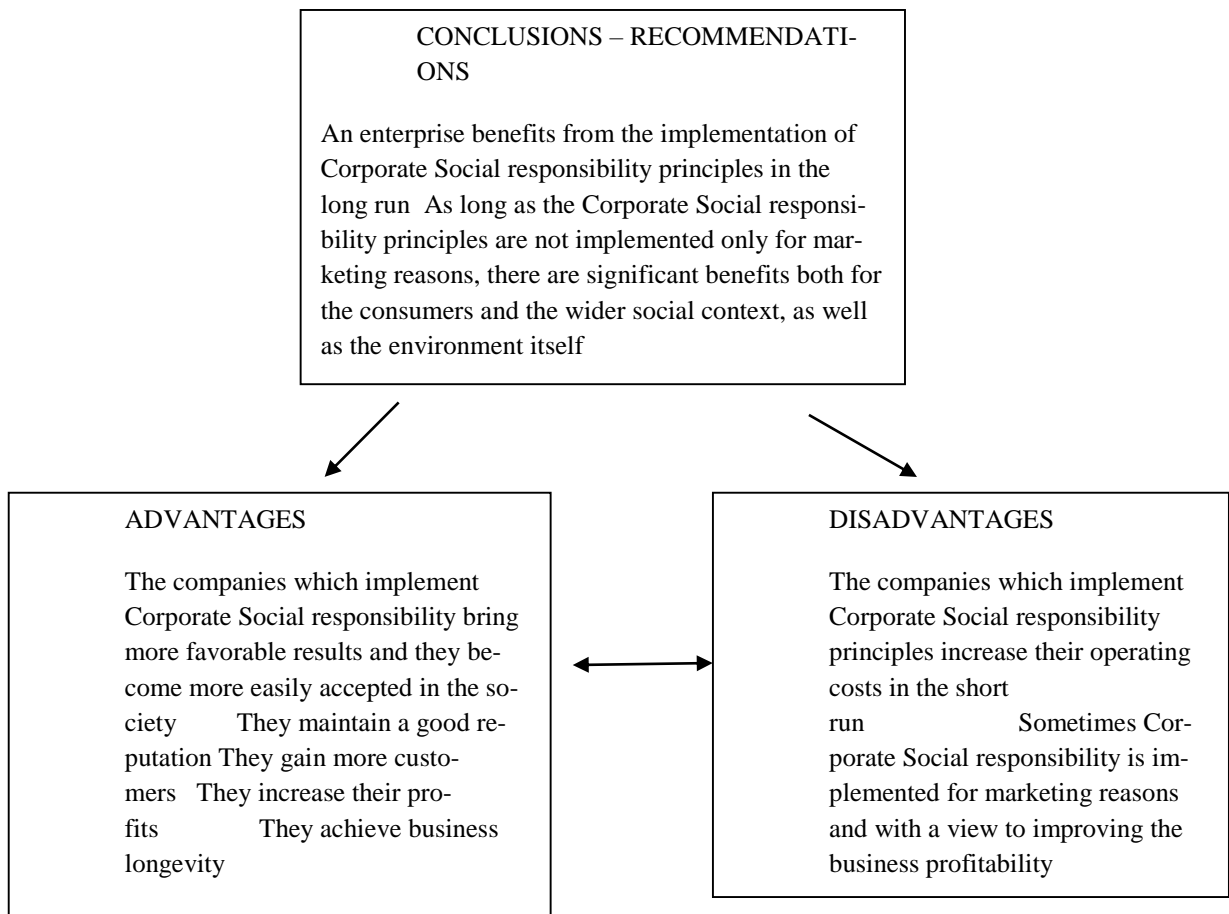 CONCLUSIONS – RECOMMENDATI-
ONS
An enterprise benefits from the implementation of
Corporate Social responsibility principles in the
long run  As long as the Corporate Social responsi-
bility principles are not implemented only for mar-
keting reasons, there are significant benefits both for
the consumers and the wider social context, as well
as the environment itself
ADVANTAGES
The companies which implement
Corporate Social responsibility bring
more favorable results and they be-
come more easily accepted in the so-
ciety They maintain a good re-
putation They gain more custo-
mers They increase their pro-
fits They achieve business
longevity
DISADVANTAGES
The companies which implement
Corporate Social responsibility
principles increase their operating
costs in the short
run Sometimes Cor-
porate Social responsibility is im-
plemented for marketing reasons
and with a view to improving the
business profitability